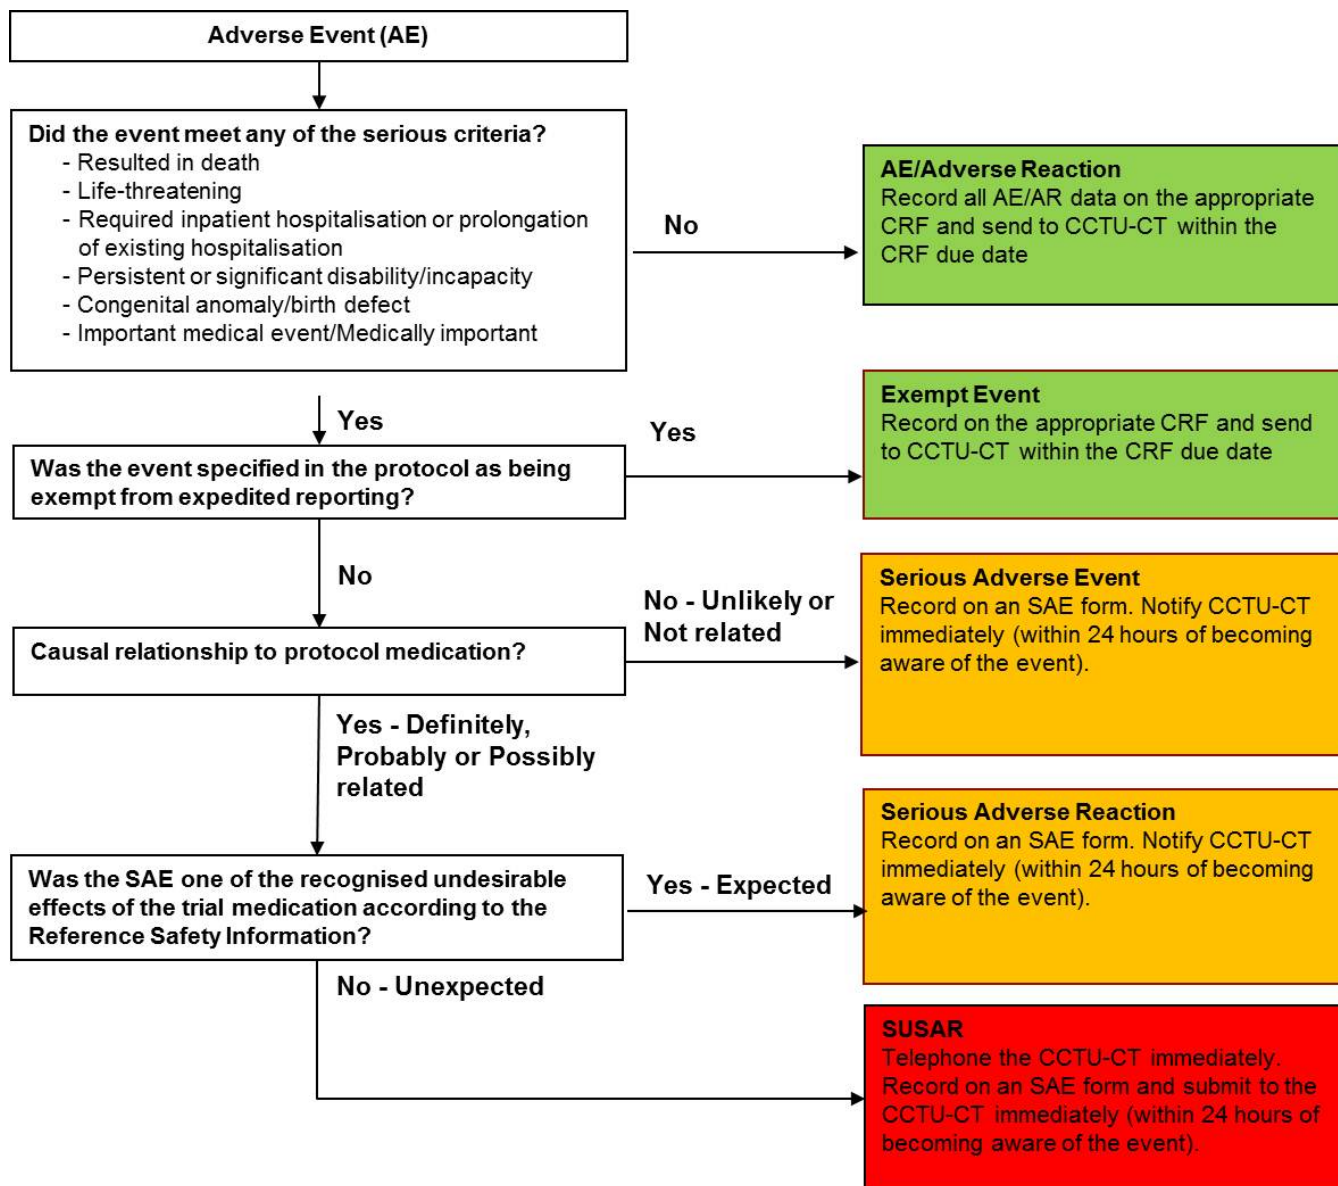 Adverse Event (AE)
Did the event meet any of the serious criteria?
- Resulted in death
- Life-threatening
- Required inpatient hospitalisation or prolongation
of existing hospitalisation
- Persistent or significant disability/incapacity
- Congenital anomaly/birth defect
- Important medical event/Medically important
No
AE/Adverse Reaction
Record all AE/AR data on the appropriate
CRF and send to CCTU-CT within the
CRF due date
Yes
Was the event specified in the protocol as being
exempt from expedited reporting?
Yes
Exempt Event
Record on the appropriate CRF and send
to CCTU-CT within the CRF due date
No
Causal relationship to protocol medication?
No - Unlikely or
Not related
Serious Adverse Event
Record on an SAE form. Notify CCTU-CT
immediately (within 24 hours of becoming
aware of the event).
Yes - Definitely,
Probably or Possibly
related
Was the SAE one of the recognised undesirable
effects of the trial medication according to the
Reference Safety Information?
Yes - Expected
Serious Adverse Reaction
Record on an SAE form. Notify CCTU-CT
immediately (within 24 hours of becoming
aware of the event).
No - Unexpected
SUSAR
Telephone the CCTU-CT immediately.
Record on an SAE form and submit to the
CCTU-CT immediately (within 24 hours of
becoming aware of the event).